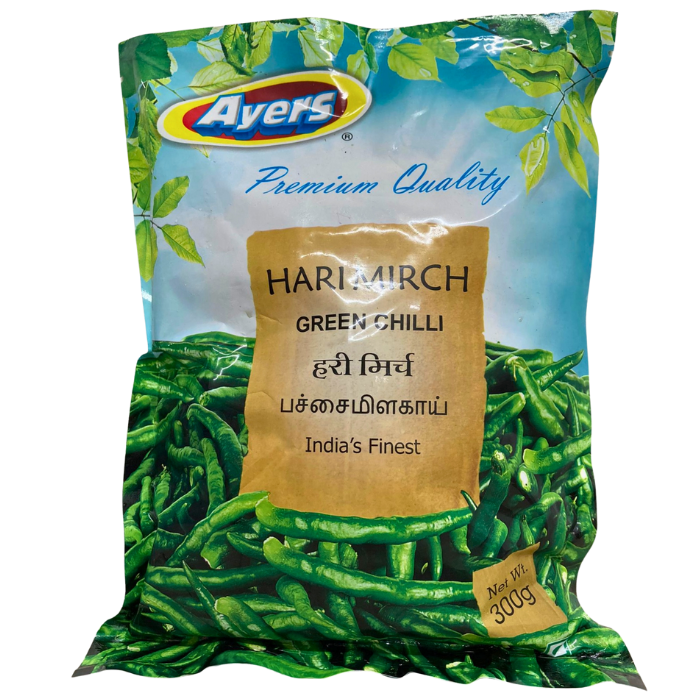 Ayers
®
Premium Quality
HARI MIRCH
GREEN CHILLI
हरी मिर्च
பச்சைமிளகாய்
India's Finest
Net Wt.
300g